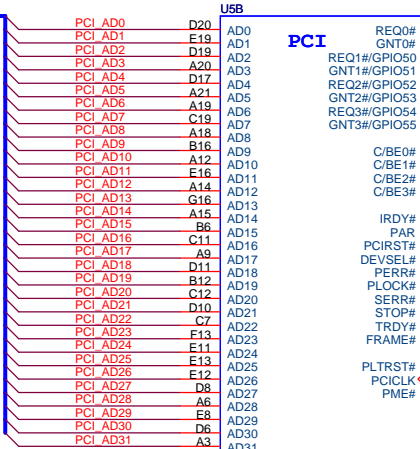 U5B
PCI
PCI_AD0 D20 AD0 REQ0#
PCI_AD1 E19 AD1 GNT0#
PCI_AD2 D19 AD2 REQ1#/GPIO50
PCI_AD3 A20 AD3 GNT1#/GPIO51
PCI_AD4 D17 AD4 REQ2#/GPIO52
PCI_AD5 A21 AD5 GNT2#/GPIO53
PCI_AD6 A19 AD6 REQ3#/GPIO54
PCI_AD7 C19 AD7 GNT3#/GPIO55
PCI_AD8 A18 AD8
PCI_AD9 B16 AD9 C/BE0#
PCI_AD10 A12 AD10 C/BE1#
PCI_AD11 E16 AD11 C/BE2#
PCI_AD12 A14 AD12 C/BE3#
PCI_AD13 G16 AD13
PCI_AD14 A15 AD14 IRDY#
PCI_AD15 B6 AD15 PAR
PCI_AD16 C11 AD16 PCIRST#
PCI_AD17 A9 AD17 DEVSEL#
PCI_AD18 D11 AD18 PERR#
PCI_AD19 B12 AD19 PLOCK#
PCI_AD20 C12 AD20 SERR#
PCI_AD21 D10 AD21 STOP#
PCI_AD22 C7 AD22 TRDY#
PCI_AD23 F13 AD23 FRAME#
PCI_AD24 E11 AD24
PCI_AD25 E13 AD25 PLTRST#
PCI_AD26 E12 AD26 PCICLK
PCI_AD27 D8 AD27 PME#
PCI_AD28 A6 AD28
PCI_AD29 E8 AD29
PCI_AD30 D6 AD30
PCI_AD31 A3 AD31